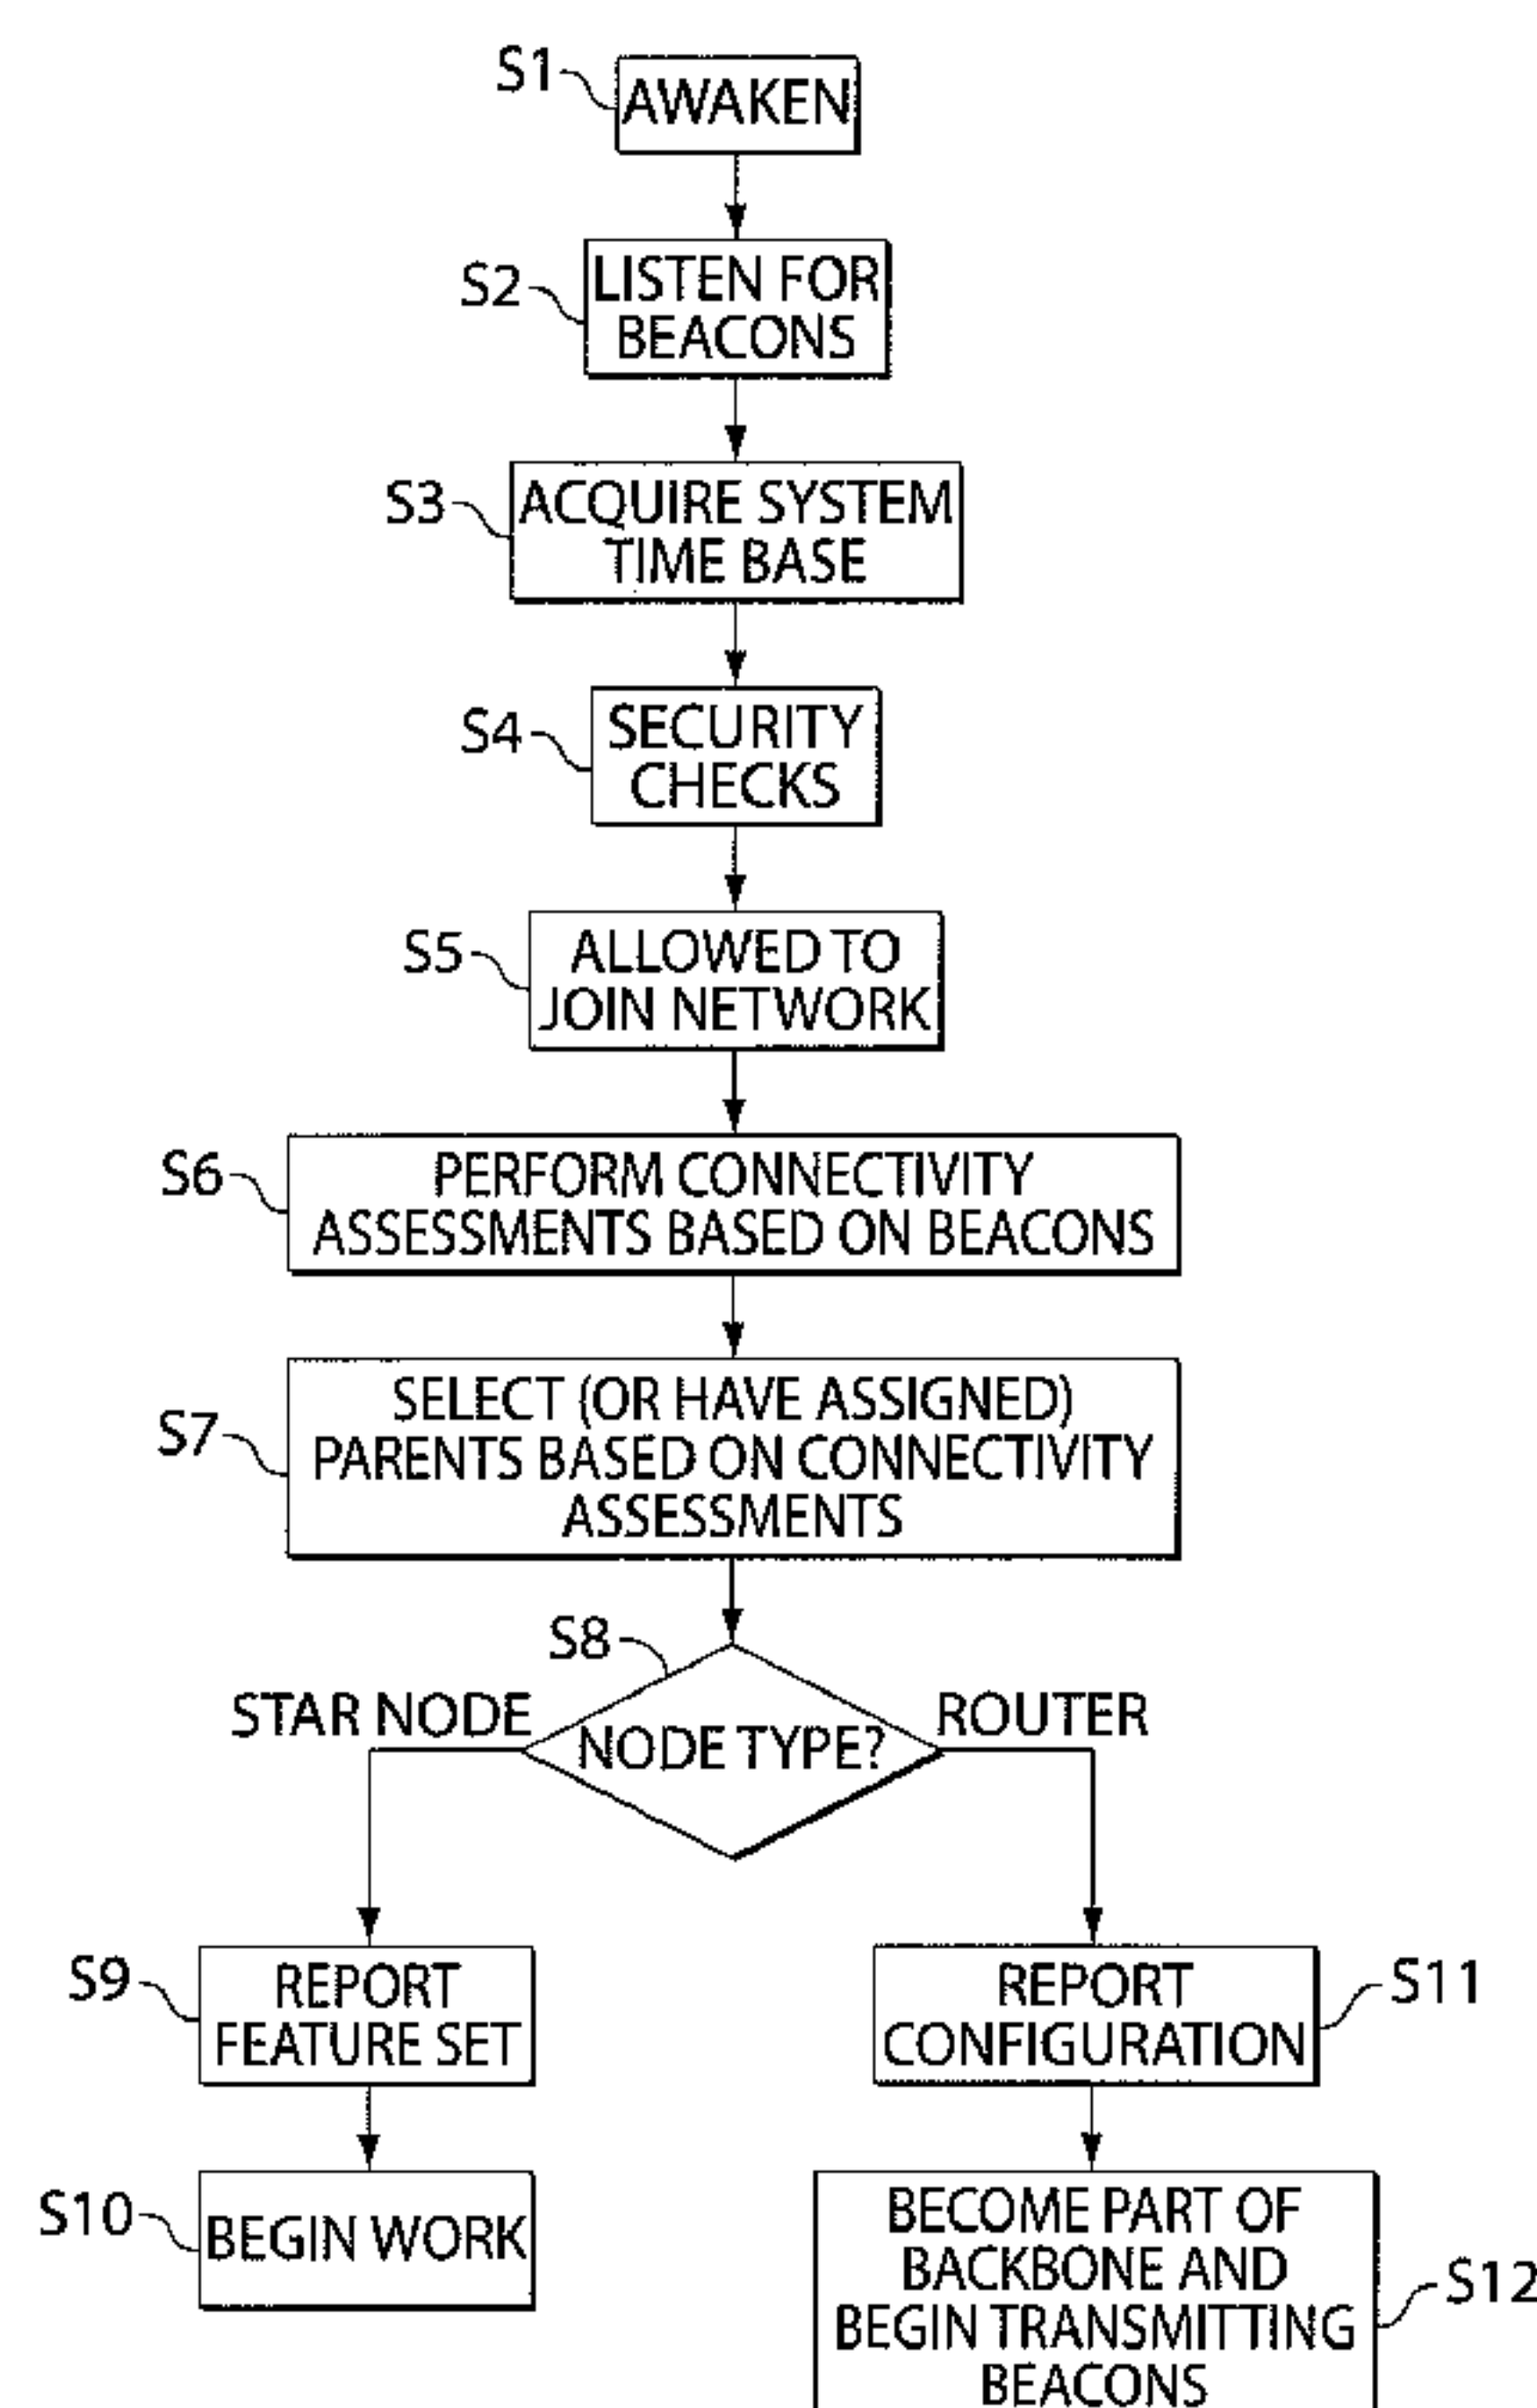 S1
AWAKEN
S2
LISTEN FOR
BEACONS
S3
ACQUIRE SYSTEM
TIME BASE
S4
SECURITY
CHECKS
S5
ALLOWED TO
JOIN NETWORK
S6
PERFORM CONNECTIVITY
ASSESSMENTS BASED ON BEACONS
S7
SELECT (OR HAVE ASSIGNED)
PARENTS BASED ON CONNECTIVITY
ASSESSMENTS
S8
STAR NODE
NODE TYPE?
ROUTER
S9
REPORT
FEATURE SET
REPORT
CONFIGURATION
S11
S10
BEGIN WORK
BECOME PART OF
BACKBONE AND
BEGIN TRANSMITTING
BEACONS
S12